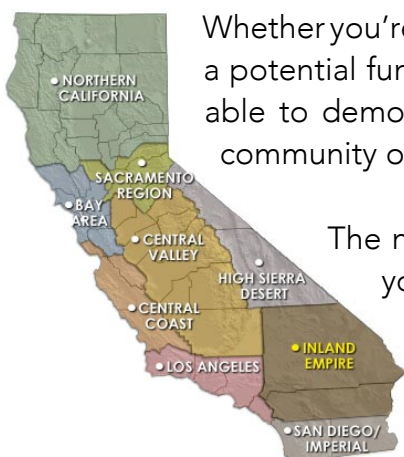 Whether you're
a potential fun
able to demo
community o
The n
yo
NORTHERN
CALIFORNIA
SACRAMENTO
REGION
BAY
AREA
CENTRAL
VALLEY
HIGH SIERRA
DESERT
CENTRAL
COAST
INLAND
EMPIRE
LOS ANGELES
SAN DIEGO/
IMPERIAL